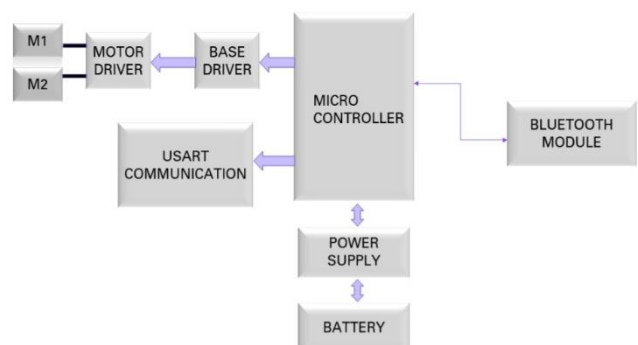 M1
M2
MOTOR
DRIVER
BASE
DRIVER
MICRO
CONTROLLER
BLUETOOTH
MODULE
USART
COMMUNICATION
POWER
SUPPLY
BATTERY